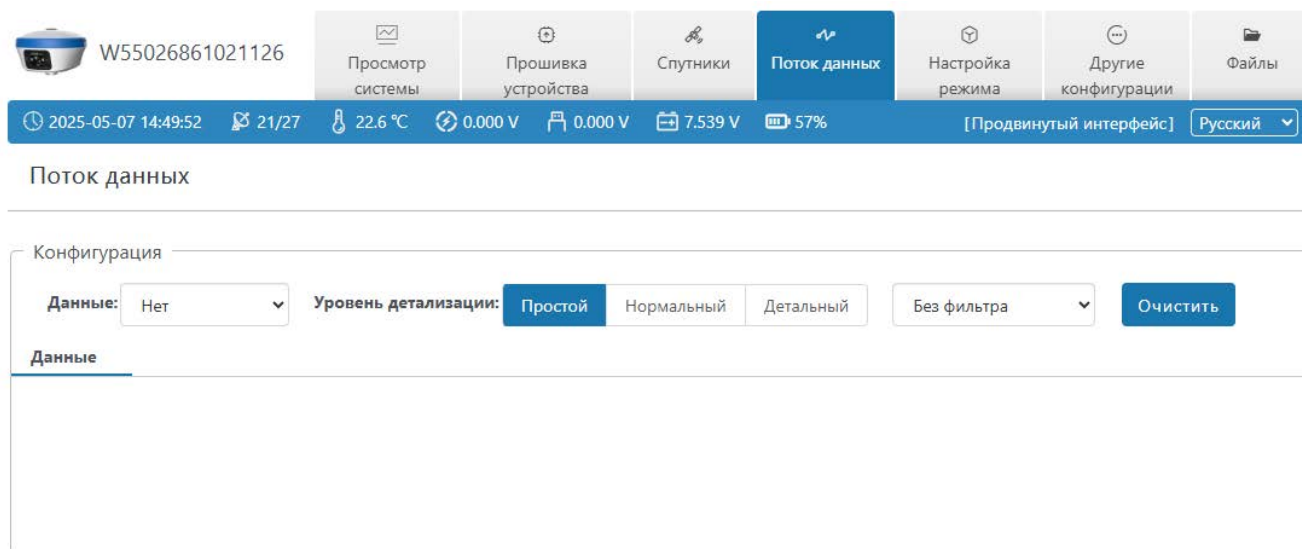 W55026861021126
Просмотр
системы
Прошивка
устройства
Спутники
Поток данных
Настройка
режима
Другие
конфигурации
Файлы
2025-05-07 14:49:52 21/27 22.6 ℃ 0.000 V 0.000 V 7.539 V 57% [Продвинутый интерфейс] Русский
Поток данных
Конфигурация
Данные: Нет Уровень детализации: Простой Нормальный Детальный Без фильтра Очистить
Данные